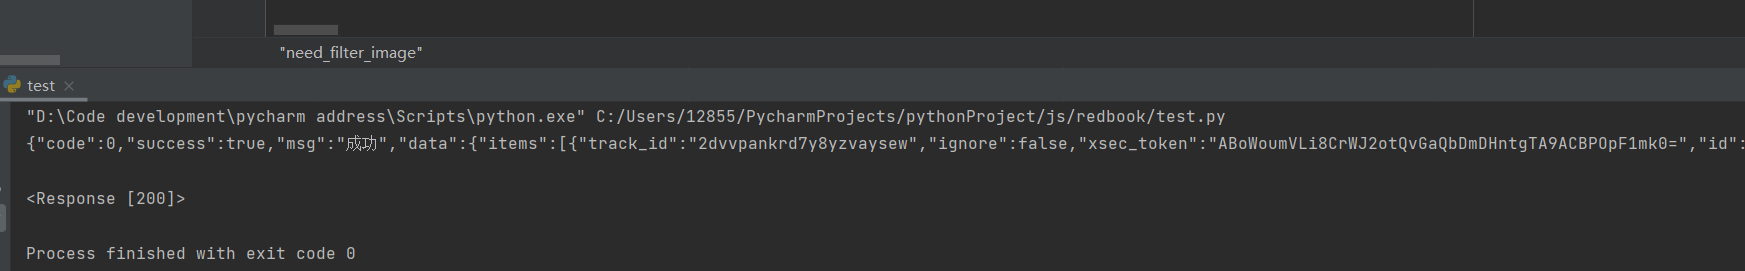 "need_filter_image"
test
"D:\Code development\pycharm address\Scripts\python.exe" C:/Users/12855/PycharmProjects/pythonProject/js/redbook/test.py
{"code":0,"success":true,"msg":"成功","data":{"items":[{"track_id":"2dvvpankrd7y8yzvaysew","ignore":false,"xsec_token":"ABoWoumVLi8CrWJ2otQvGaQbDmDHntgTA9ACBPOpF1mk0=","id":
<Response [200]>
Process finished with exit code 0